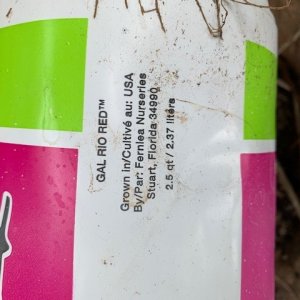 GAL RIO RED™
Grown in/Cultivé au: USA
By/Par: Fernlea Nurseries
Stuart, Florida 34990
2.5 qt / 2.37 liters